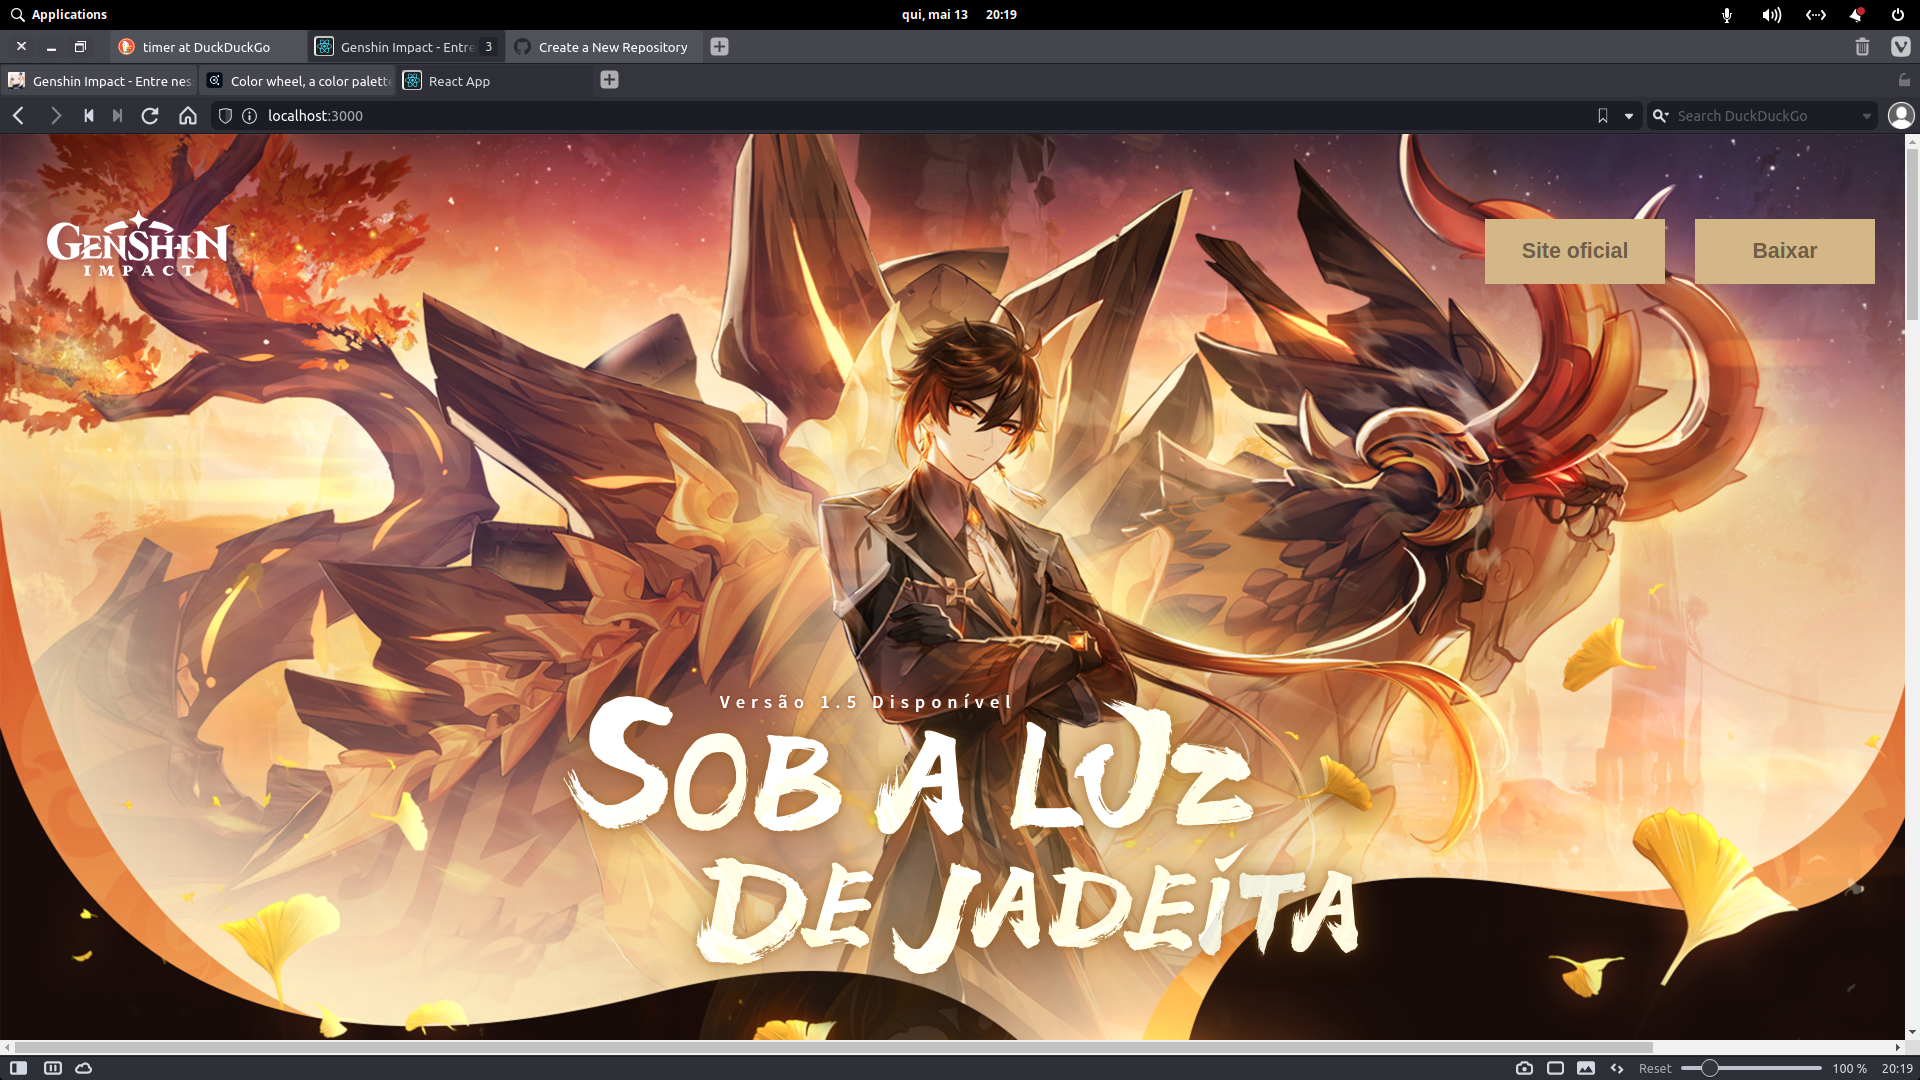 Applications
qui, mai 13 20:19
timer at DuckDuckGo
Genshin Impact - Entre 3
Create a New Repository
Genshin Impact - Entre nes
Color wheel, a color palette
React App
localhost:3000
Search DuckDuckGo
GENSHIN
IMPACT
Site oficial
Baixar
Versão 1.5 Disponível
SOB A LUZ
DE JADEÍTA
Reset 100 % 20:19